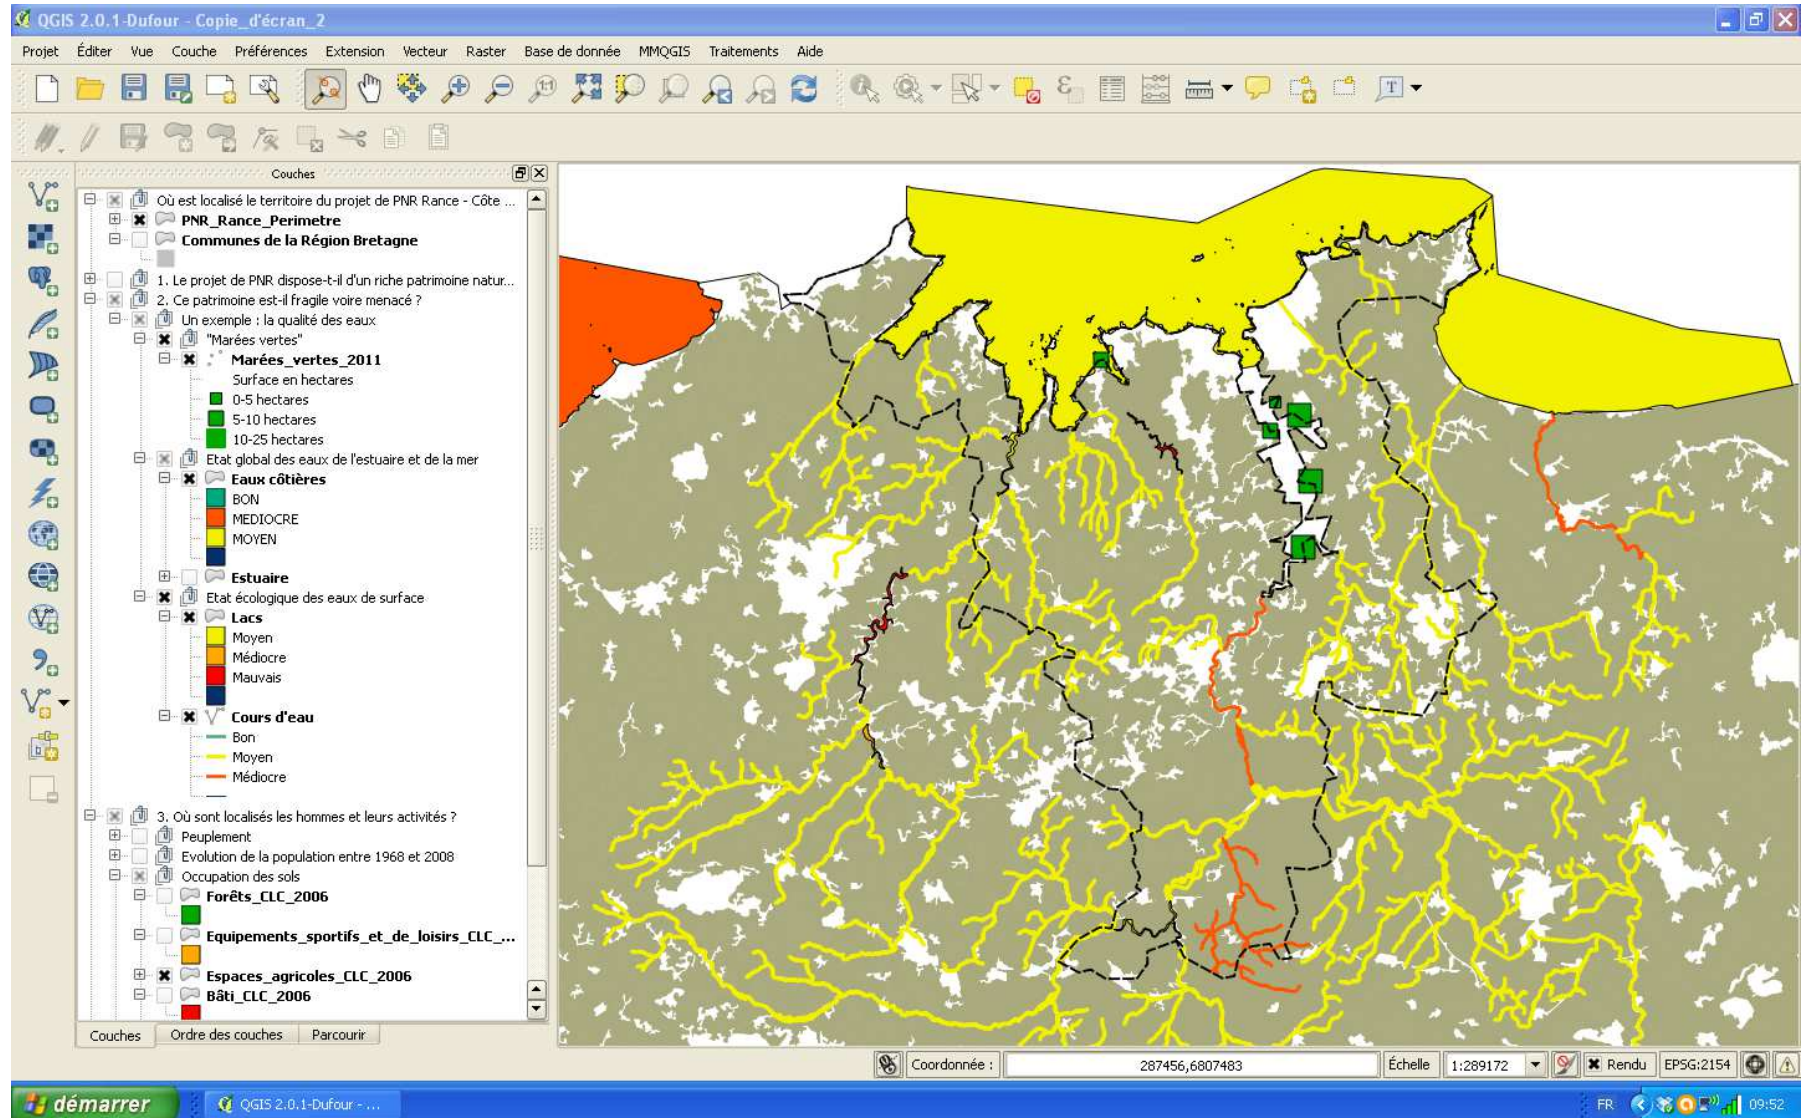 QGIS 2.0.1-Dufour - Copie_d'écran_2
Projet Éditer Vue Couche Préférences Extension Vecteur Raster Base de donnée MMQGIS Traitements Aide
Couches
Où est localisé le territoire du projet de PNR Rance - Côte ...
PNR_Rance_Perimetre
Communes de la Région Bretagne
1. Le projet de PNR dispose-t-il d'un riche patrimoine natur...
2. Ce patrimoine est-il fragile voire menacé ?
Un exemple : la qualité des eaux
"Marées vertes"
Marées_vertes_2011
Surface en hectares
0-5 hectares
5-10 hectares
10-25 hectares
Etat global des eaux de l'estuaire et de la mer
Eaux côtières
BON
MEDIOCRE
MOYEN
Estuaire
Etat écologique des eaux de surface
Lacs
Moyen
Médiocre
Mauvais
Cours d'eau
Bon
Moyen
Médiocre
3. Où sont localisés les hommes et leurs activités ?
Peuplement
Evolution de la population entre 1968 et 2008
Occupation des sols
Forêts_CLC_2006
Equipements_sportifs_et_de_loisirs_CLC_...
Espaces_agricoles_CLC_2006
Bâti_CLC_2006
Couches Ordre des couches Parcourir
Coordonnée : 287456,6807483 Échelle 1:289172 Rendu EPSG:2154
démarrer QGIS 2.0.1-Dufour - ... FR 09:52